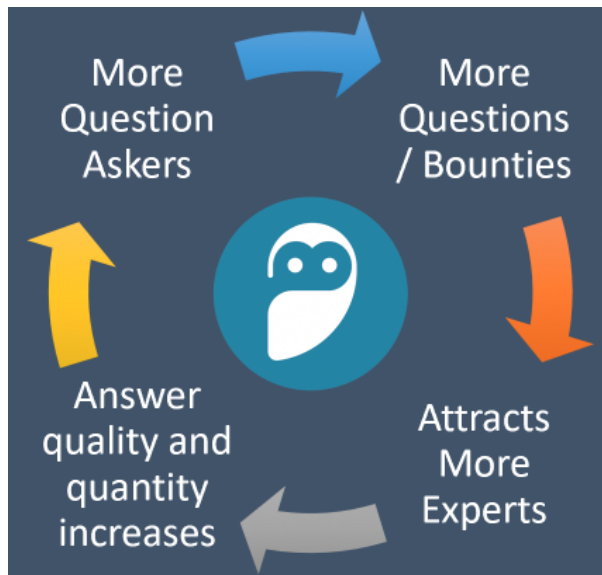 More
Question
Askers
More
Questions
/ Bounties
Attracts
More
Experts
Answer
quality and
quantity
increases